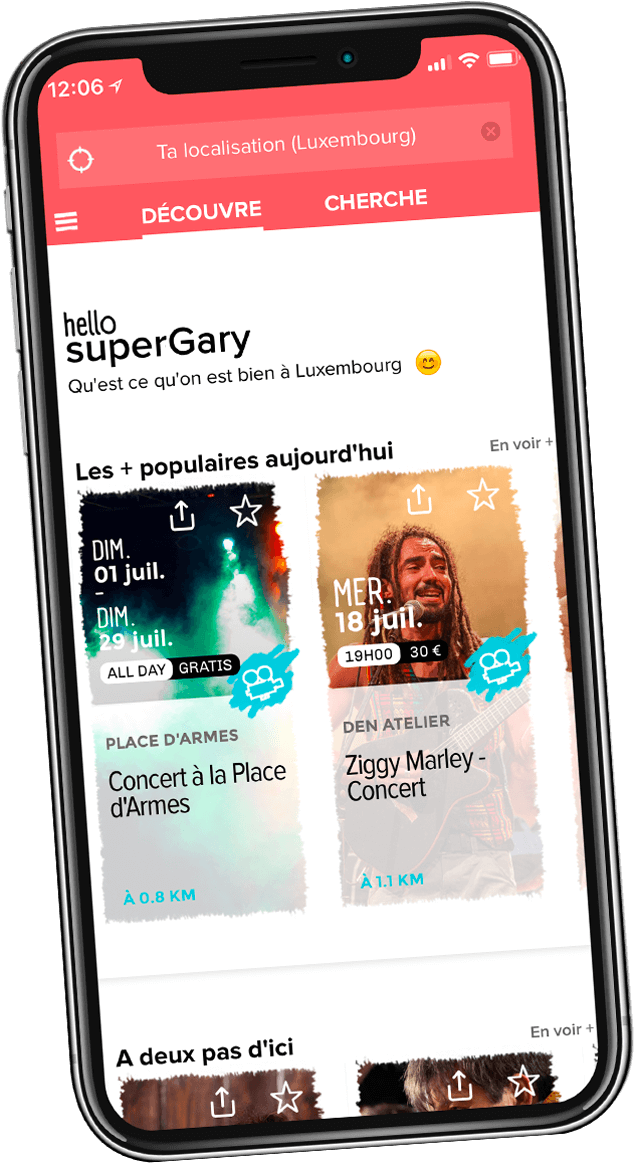 12:06
Ta localisation (Luxembourg)
DÉCOUVRE
CHERCHE
hello
superGary
Qu'est ce qu'on est bien à Luxembourg 😊
Les + populaires aujourd'hui
En voir +
DIM.
01 juil.
-
DIM.
29 juil.
ALL DAY GRATIS
PLACE D'ARMES
Concert à la Place
d'Armes
À 0.8 KM
MER.
18 juil.
19H00 30 €
DEN ATELIER
Ziggy Marley -
Concert
À 1.1 KM
A deux pas d'ici
En voir +